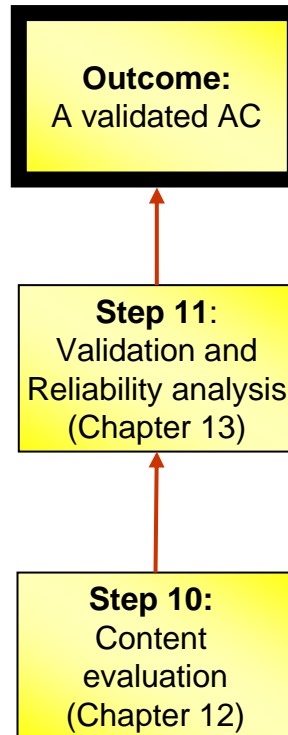 Outcome:
A validated AC
Step 11:
Validation and
Reliability analysis
(Chapter 13)
Step 10:
Content
evaluation
(Chapter 12)